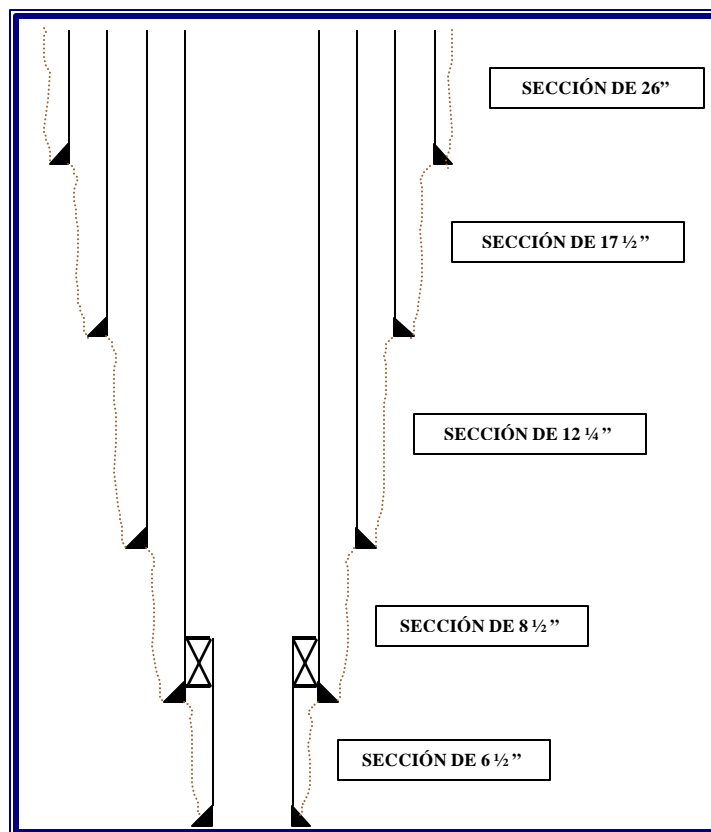 SECCIÓN DE 26”
SECCIÓN DE 17 ½ ”
SECCIÓN DE 12 ¼ ”
SECCIÓN DE 8 ½ ”
SECCIÓN DE 6 ½ ”